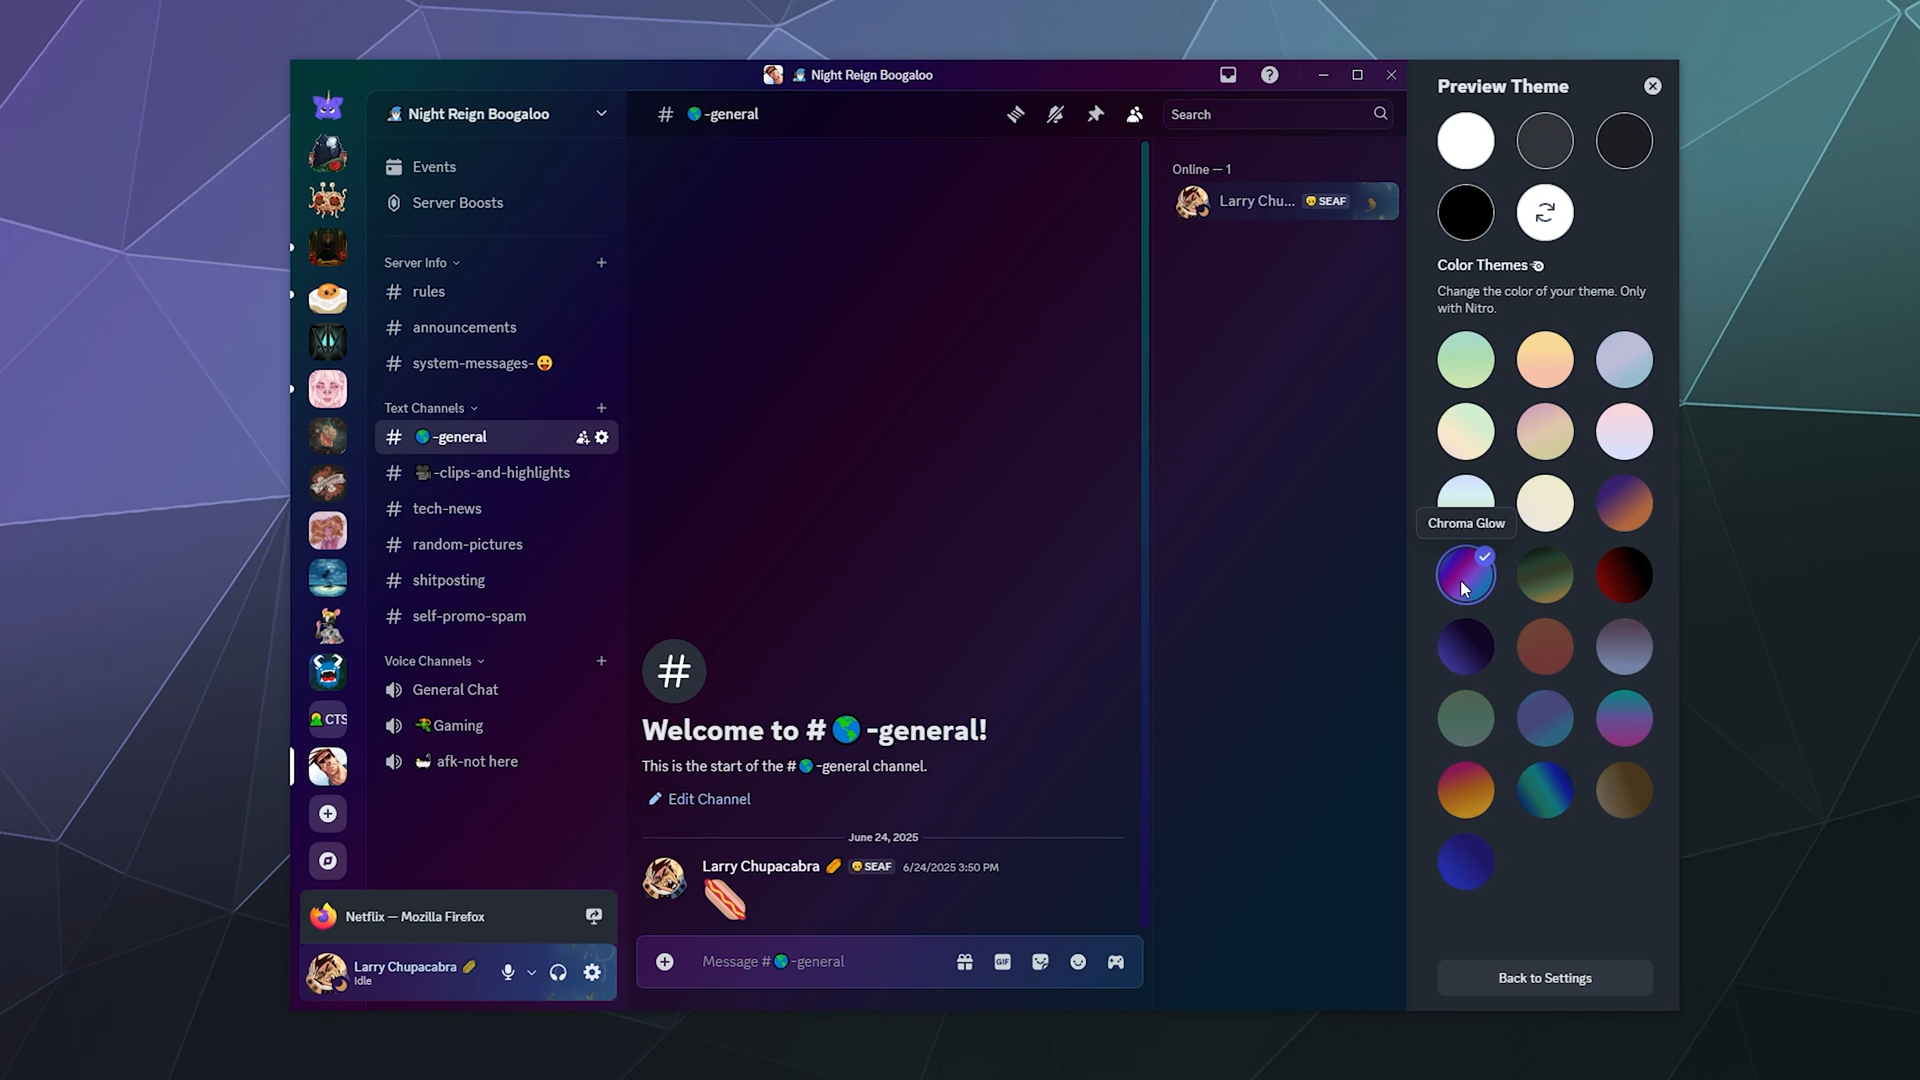 Night Reign Boogaloo
Night Reign Boogaloo
Events
Server Boosts
Server Info
rules
announcements
system-messages-😛
Text Channels
🌎-general
🎥-clips-and-highlights
tech-news
random-pictures
shitposting
self-promo-spam
Voice Channels
General Chat
🔫Gaming
afk-not here
CTS
Netflix — Mozilla Firefox
Larry Chupacabra
Idle
# 🌎-general
Search
Welcome to #🌎-general!
This is the start of the #🌎-general channel.
Edit Channel
June 24, 2025
Larry Chupacabra SEAF 6/24/2025 3:50 PM
Message #🌎-general
GIF
Online — 1
Larry Chu... SEAF
Preview Theme
Color Themes
Change the color of your theme. Only
with Nitro.
Chroma Glow
Back to Settings